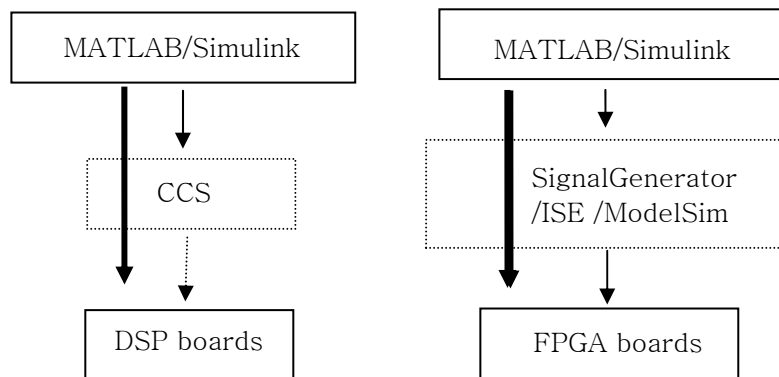 MATLAB/Simulink
CCS
DSP boards
MATLAB/Simulink
SignalGenerator
/ISE /ModelSim
FPGA boards